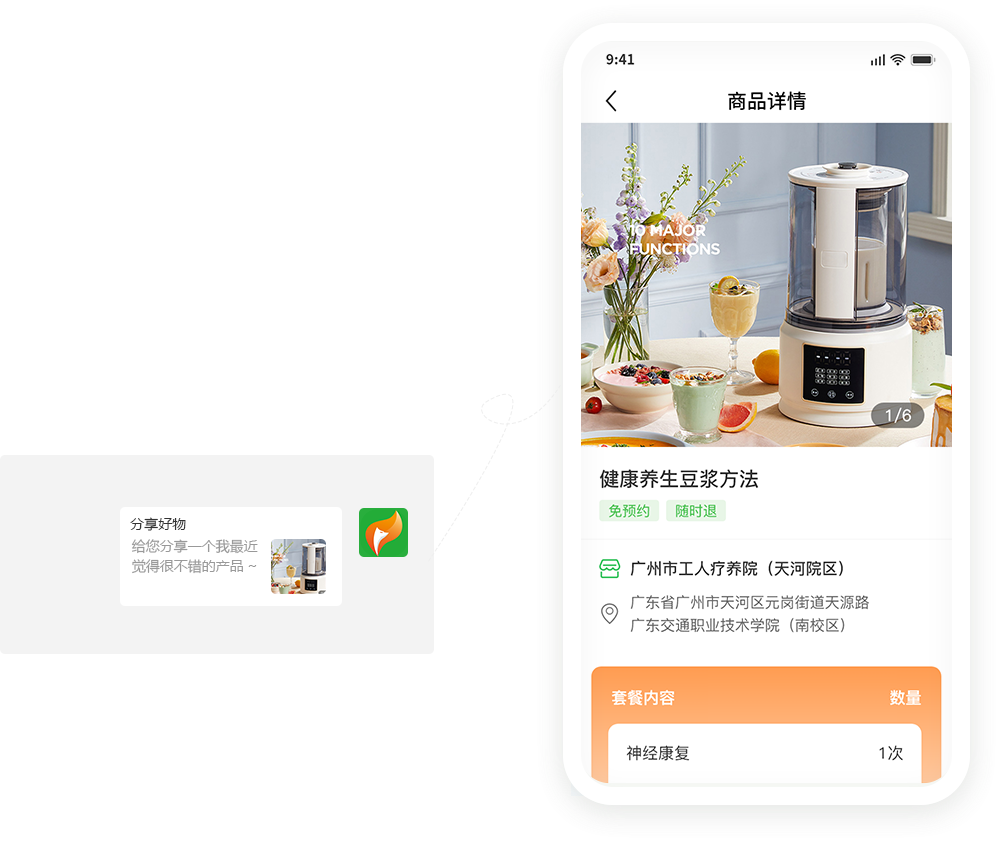 9:41
商品详情
10 MAJOR
FUNCTIONS
1/6
健康养生豆浆方法
免预约 随时退
广州市工人疗养院（天河院区）
广东省广州市天河区元岗街道天源路
广东交通职业技术学院（南校区）
套餐内容 数量
神经康复 1次
分享好物
给您分享一个我最近
觉得很不错的产品 ~